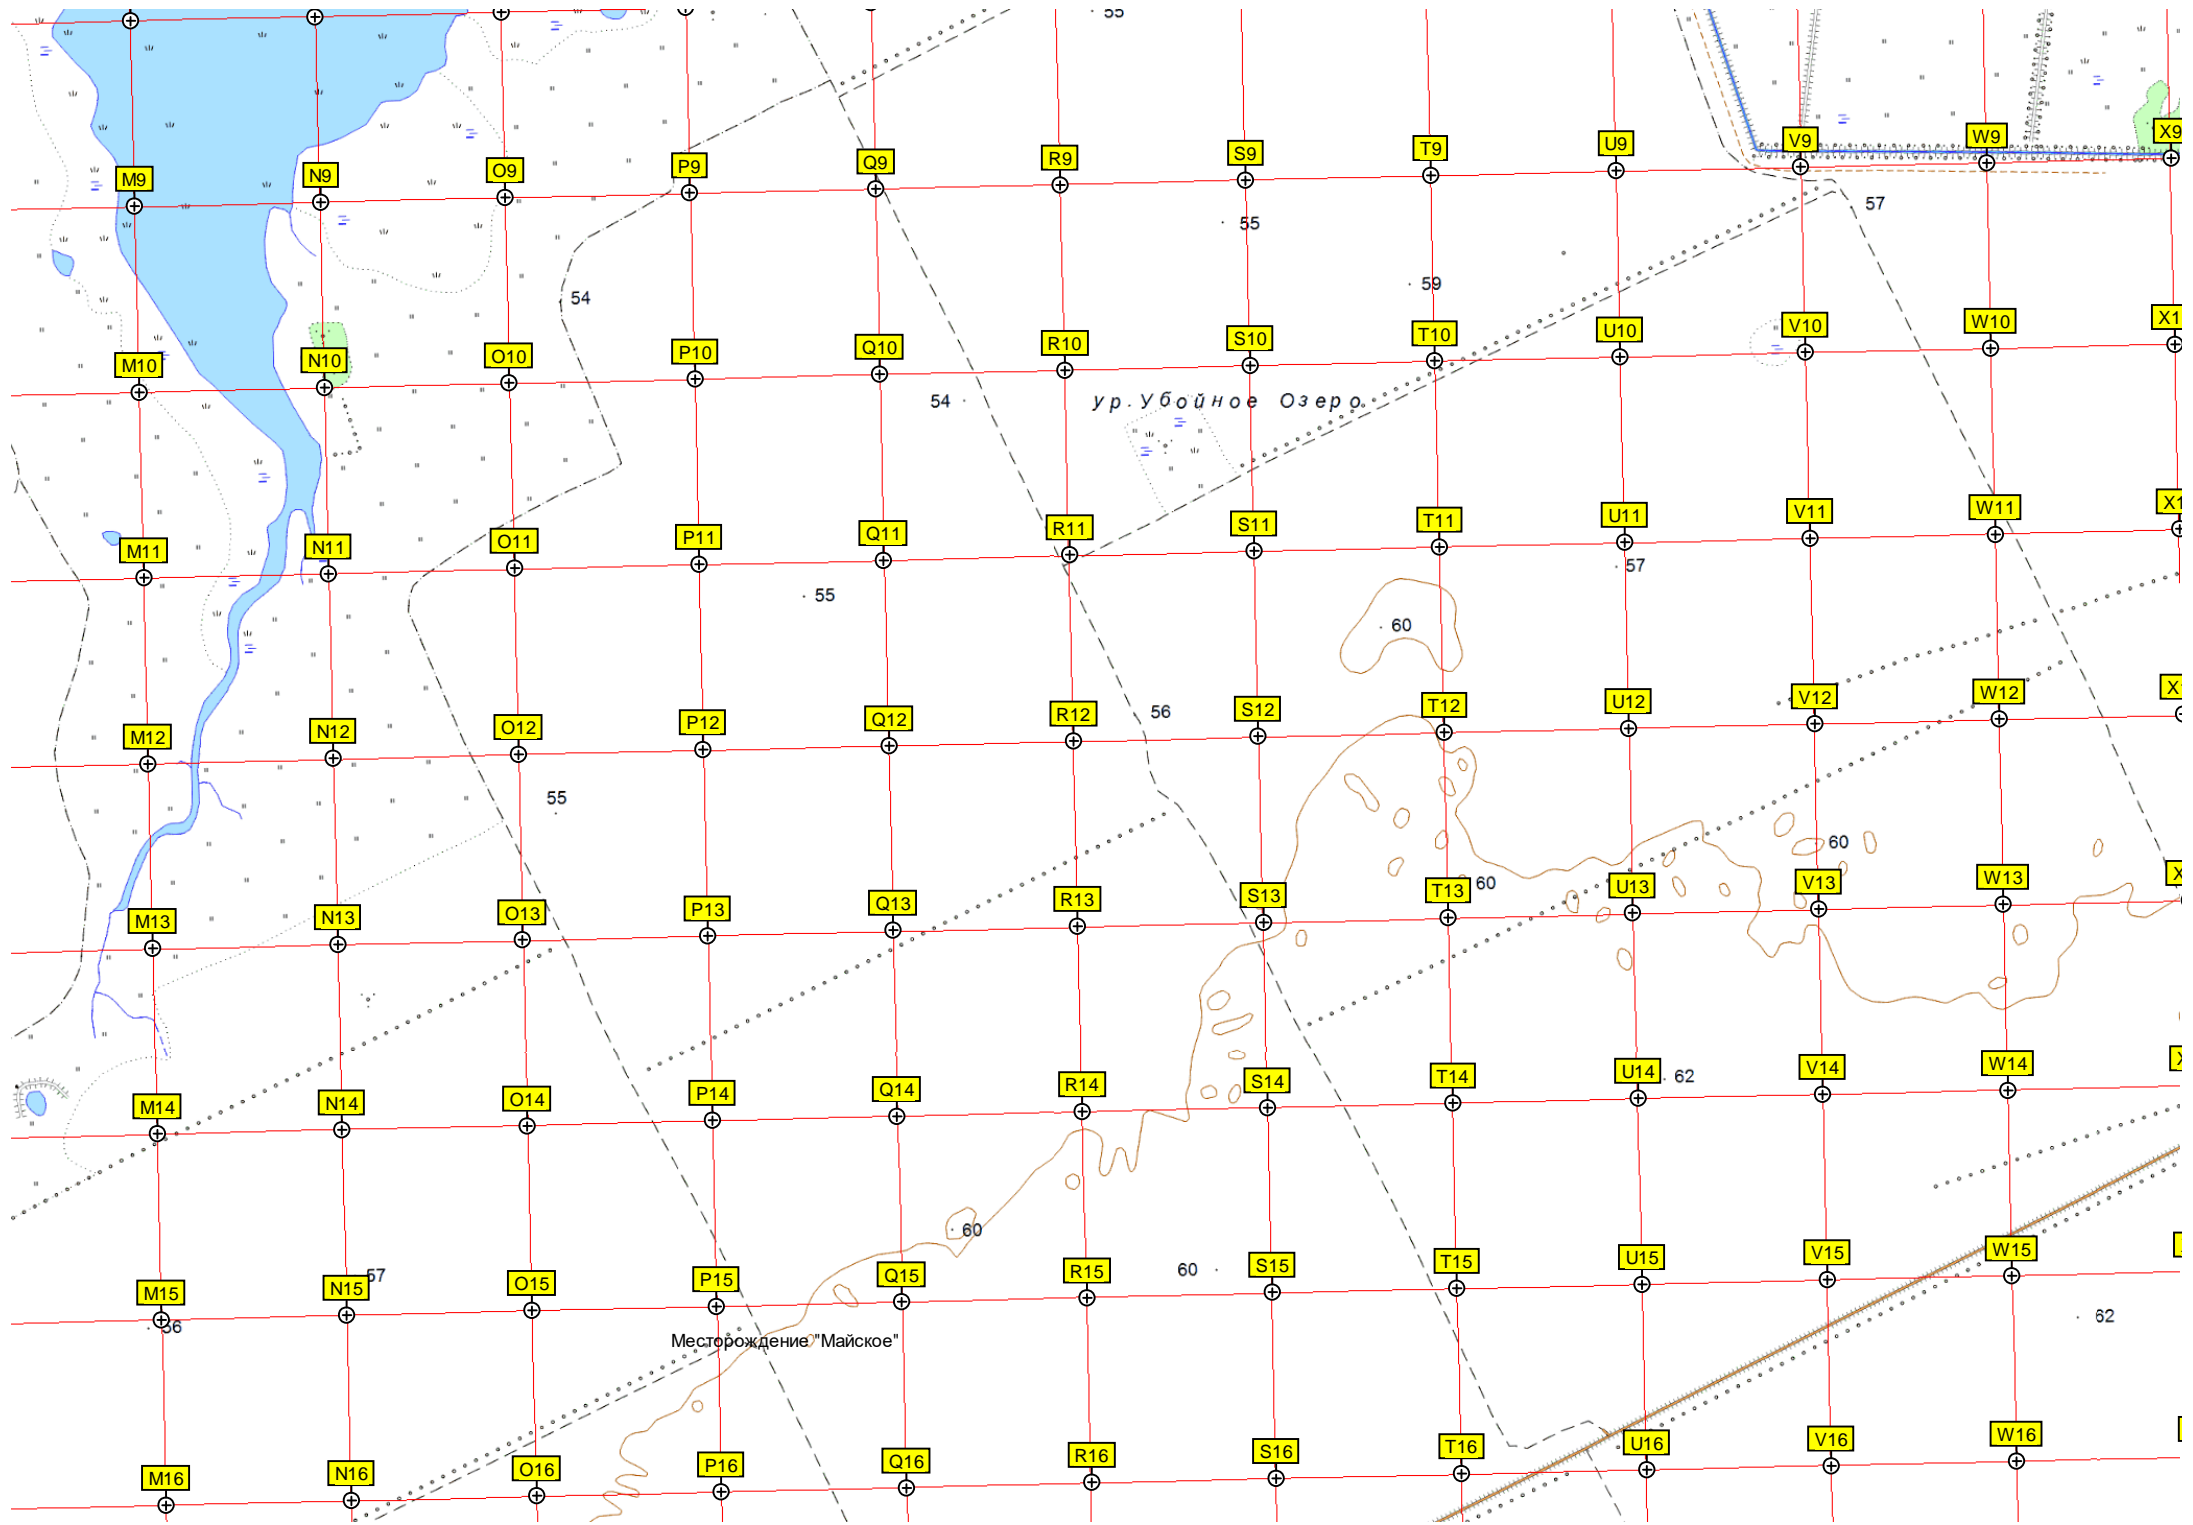 55
M9 N9 O9 P9 Q9 R9 S9 T9 U9 V9 W9 X9
57
55
59
54
M10 N10 O10 P10 Q10 R10 S10 T10 U10 V10 W10 X1
54
ур. Убойное Озеро
M11 N11 O11 P11 Q11 R11 S11 T11 U11 V11 W11 X1
57
55
60
M12 N12 O12 P12 Q12 R12 S12 T12 U12 V12 W12 X
56
55
60
60
M13 N13 O13 P13 Q13 R13 S13 T13 U13 V13 W13 X
62
M14 N14 O14 P14 Q14 R14 S14 T14 U14 V14 W14
60
60
57
M15 N15 O15 P15 Q15 R15 S15 T15 U15 V15 W15
56
62
Месторождение "Майское"
M16 N16 O16 P16 Q16 R16 S16 T16 U16 V16 W16